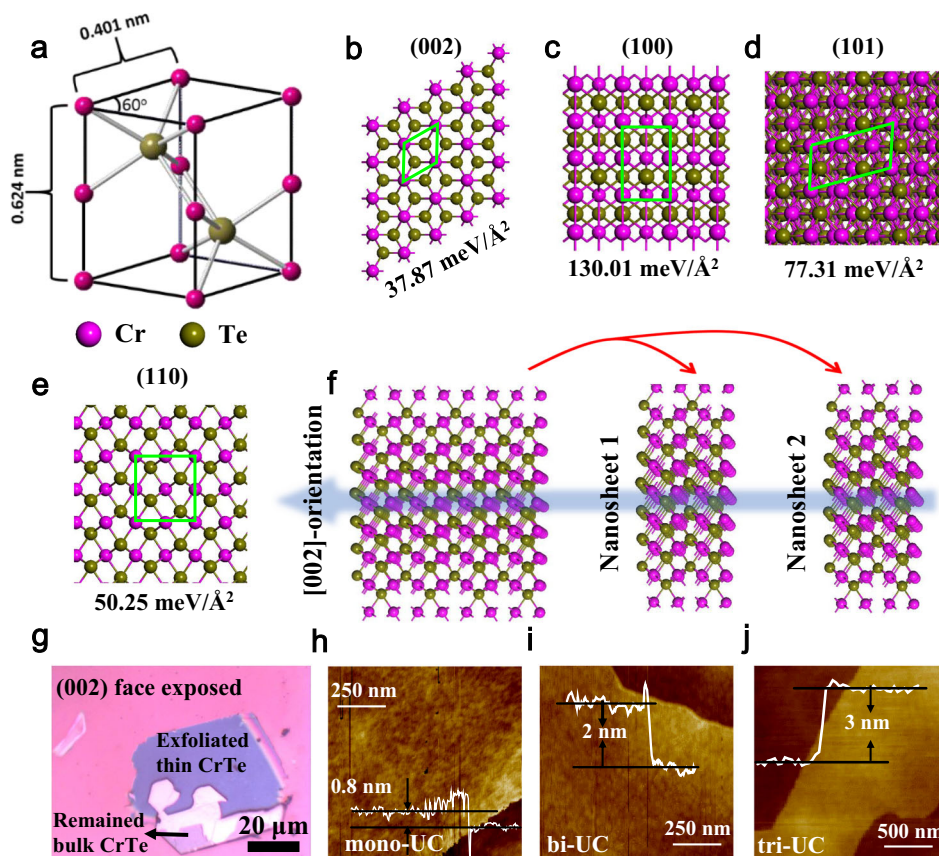 a
0.401 nm
60°
0.624 nm
Cr
Te
b
(002)
37.87 meV/Å²
c
(100)
130.01 meV/Å²
d
(101)
77.31 meV/Å²
e
(110)
50.25 meV/Å²
f
[002]-orientation
Nanosheet 1
Nanosheet 2
g
(002) face exposed
Exfoliated
thin CrTe
Remained
bulk CrTe
20 µm
h
250 nm
0.8 nm
mono-UC
i
2 nm
bi-UC
250 nm
j
3 nm
tri-UC
500 nm